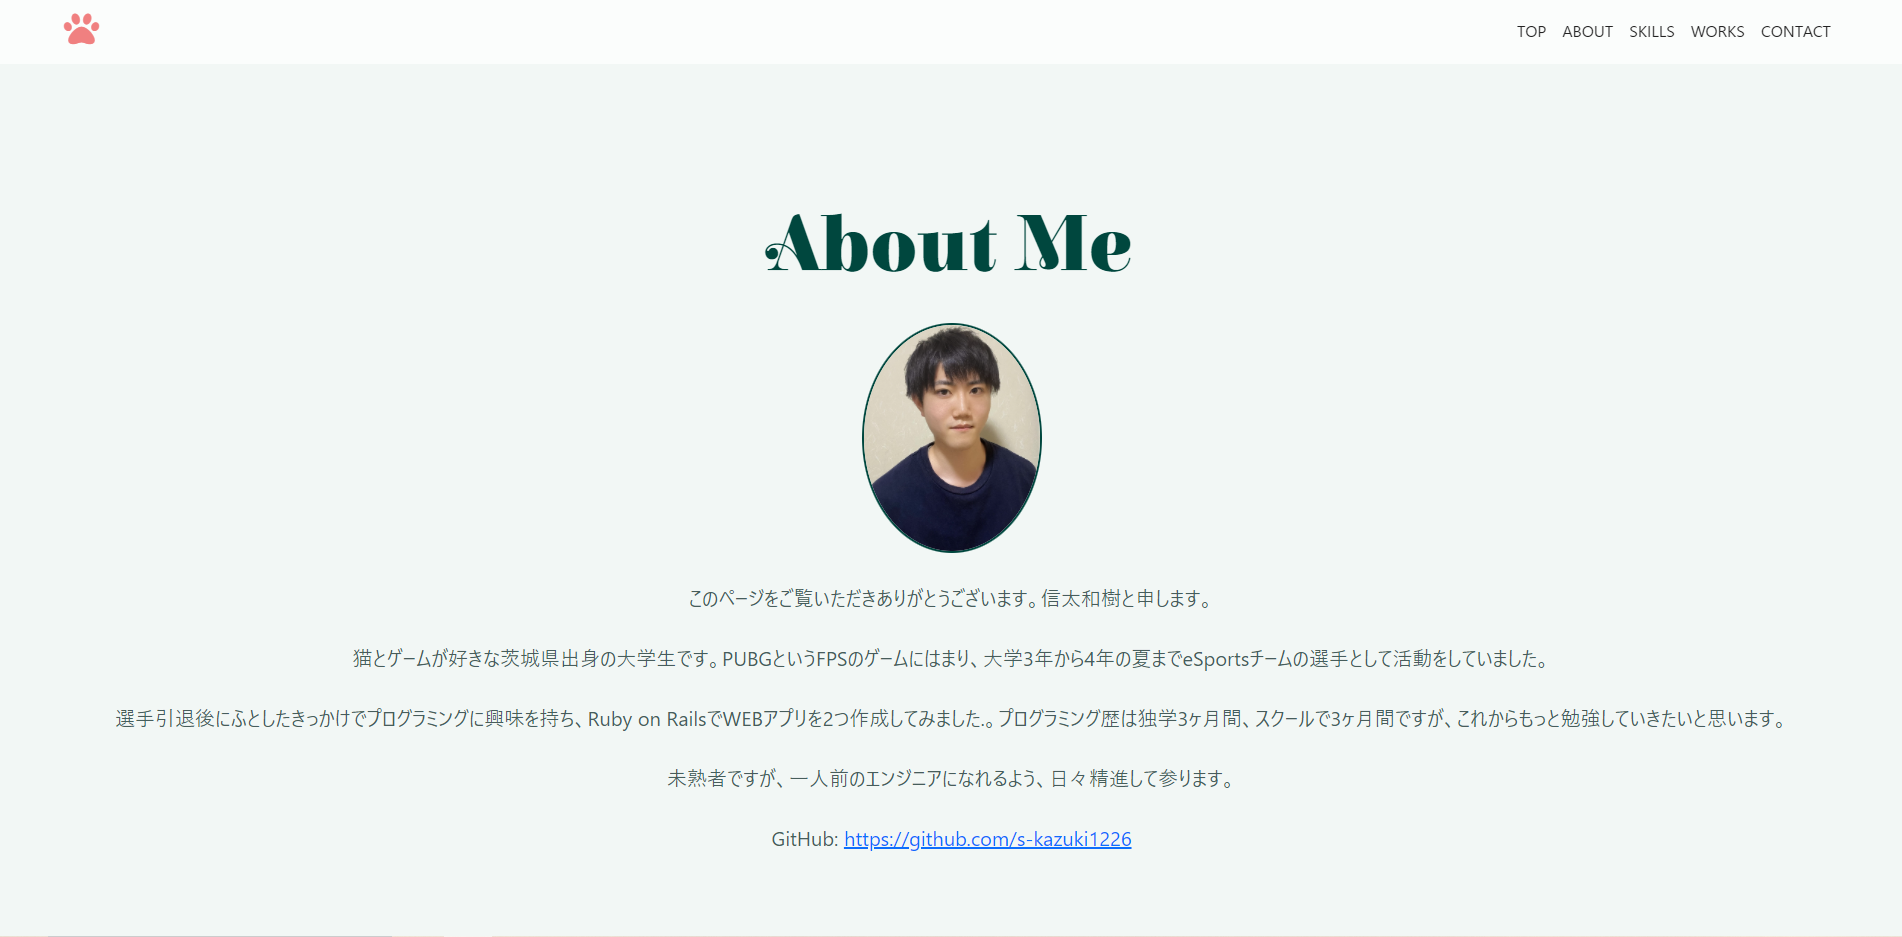 TOP ABOUT SKILLS WORKS CONTACT
About Me
このページをご覧いただきありがとうございます。信太和樹と申します。
猫とゲームが好きな茨城県出身の大学生です。PUBGというFPSのゲームにはまり、大学3年から4年の夏までeSportsチームの選手として活動をしていました。
選手引退後にふとしたきっかけでプログラミングに興味を持ち、Ruby on RailsでWEBアプリを2つ作成してみました.。プログラミング歴は独学3ヶ月間、スクールで3ヶ月間ですが、これからもっと勉強していきたいと思います。
未熟者ですが、一人前のエンジニアになれるよう、日々精進して参ります。
GitHub: https://github.com/s-kazuki1226